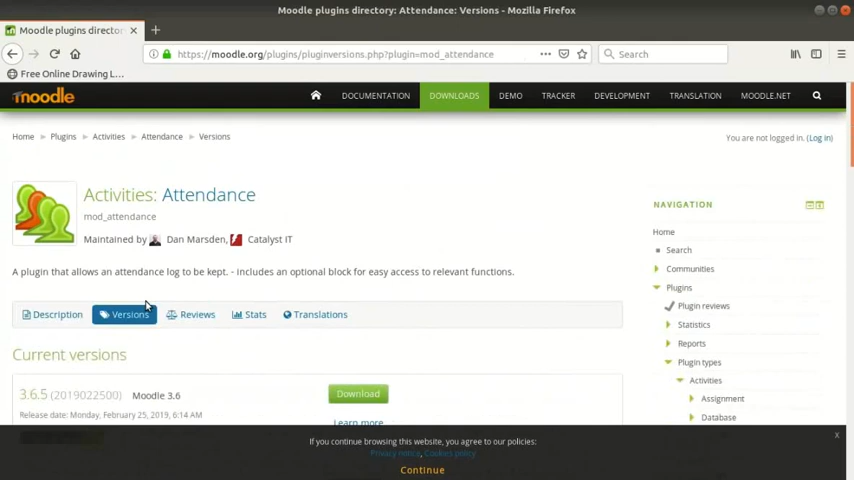 Moodle plugins directory: Attendance: Versions - Mozilla Firefox
Moodle plugins director
https://moodle.org/plugins/pluginversions.php?plugin=mod_attendance
Search
Free Online Drawing L...
moodle
DOCUMENTATION
DOWNLOADS
DEMO
TRACKER
DEVELOPMENT
TRANSLATION
MOODLE.NET
Home
Plugins
Activities
Attendance
Versions
You are not logged in. (Log in)
Activities: Attendance
mod_attendance
Maintained by Dan Marsden, Catalyst IT
A plugin that allows an attendance log to be kept. - includes an optional block for easy access to relevant functions.
Description
Versions
Reviews
Stats
Translations
Current versions
3.6.5 (2019022500)
Moodle 3.6
Release date: Monday, February 25, 2019, 6:14 AM
Download
Learn more
NAVIGATION
Home
Search
Communities
Plugins
Plugin reviews
Statistics
Reports
Plugin types
Activities
Assignment
Database
If you continue browsing this website, you agree to our policies:
Privacy notice, Cookies policy
x
Continue